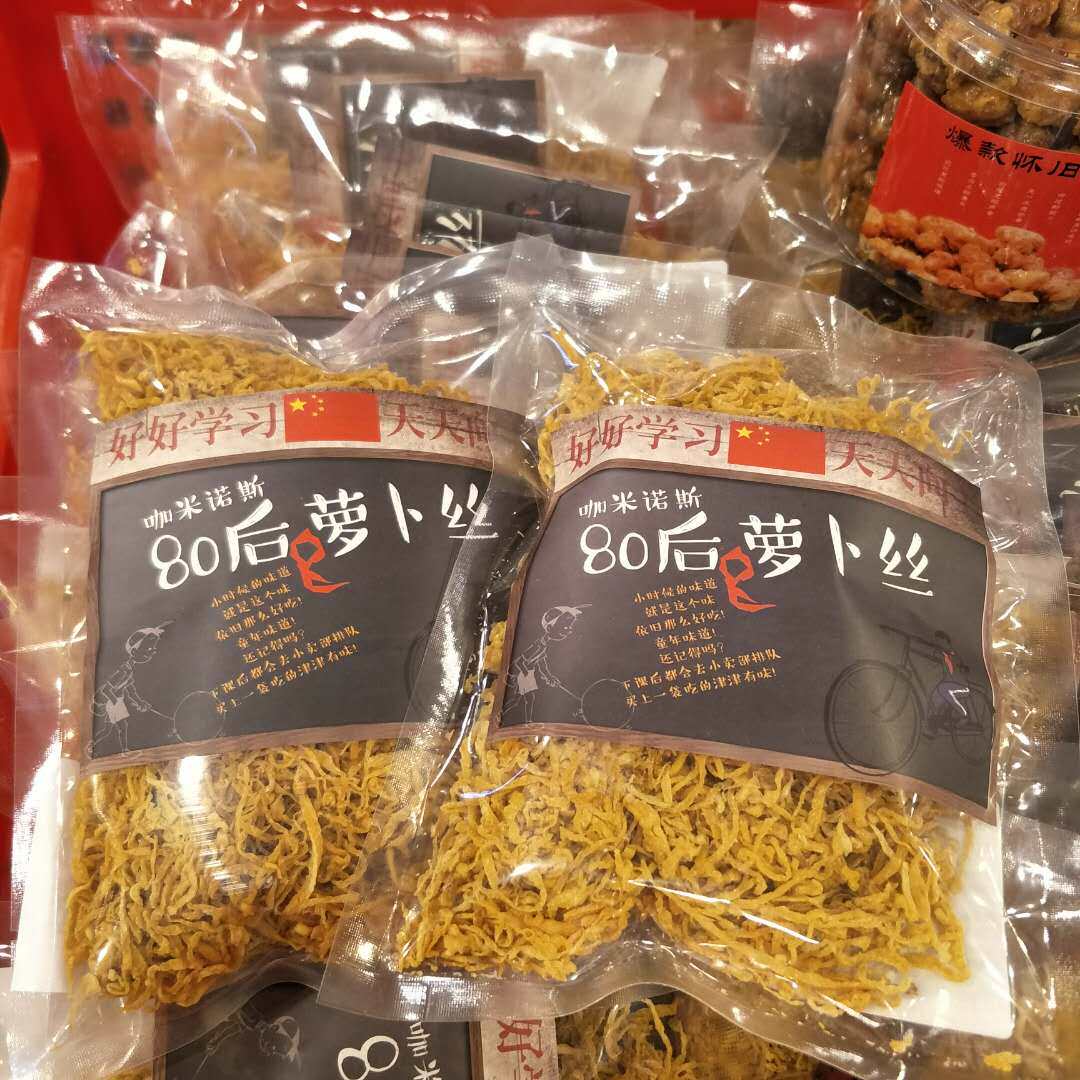 爆款怀旧
丝
好好学习 天天向
咖米诺斯
80后萝卜丝
小时候的味道
就是这个味
依旧那么好吃!
童年味道!
还记得吗?
下课后都会去小卖部排队
买上一袋吃的津津有味!
好好学习 天天向
咖米诺斯
80后萝卜丝
小时候的味道
就是这个味
依旧那么好吃!
童年味道!
还记得吗?
下课后都会去小卖部排队
买上一袋吃的津津有味!
咖米
8
好